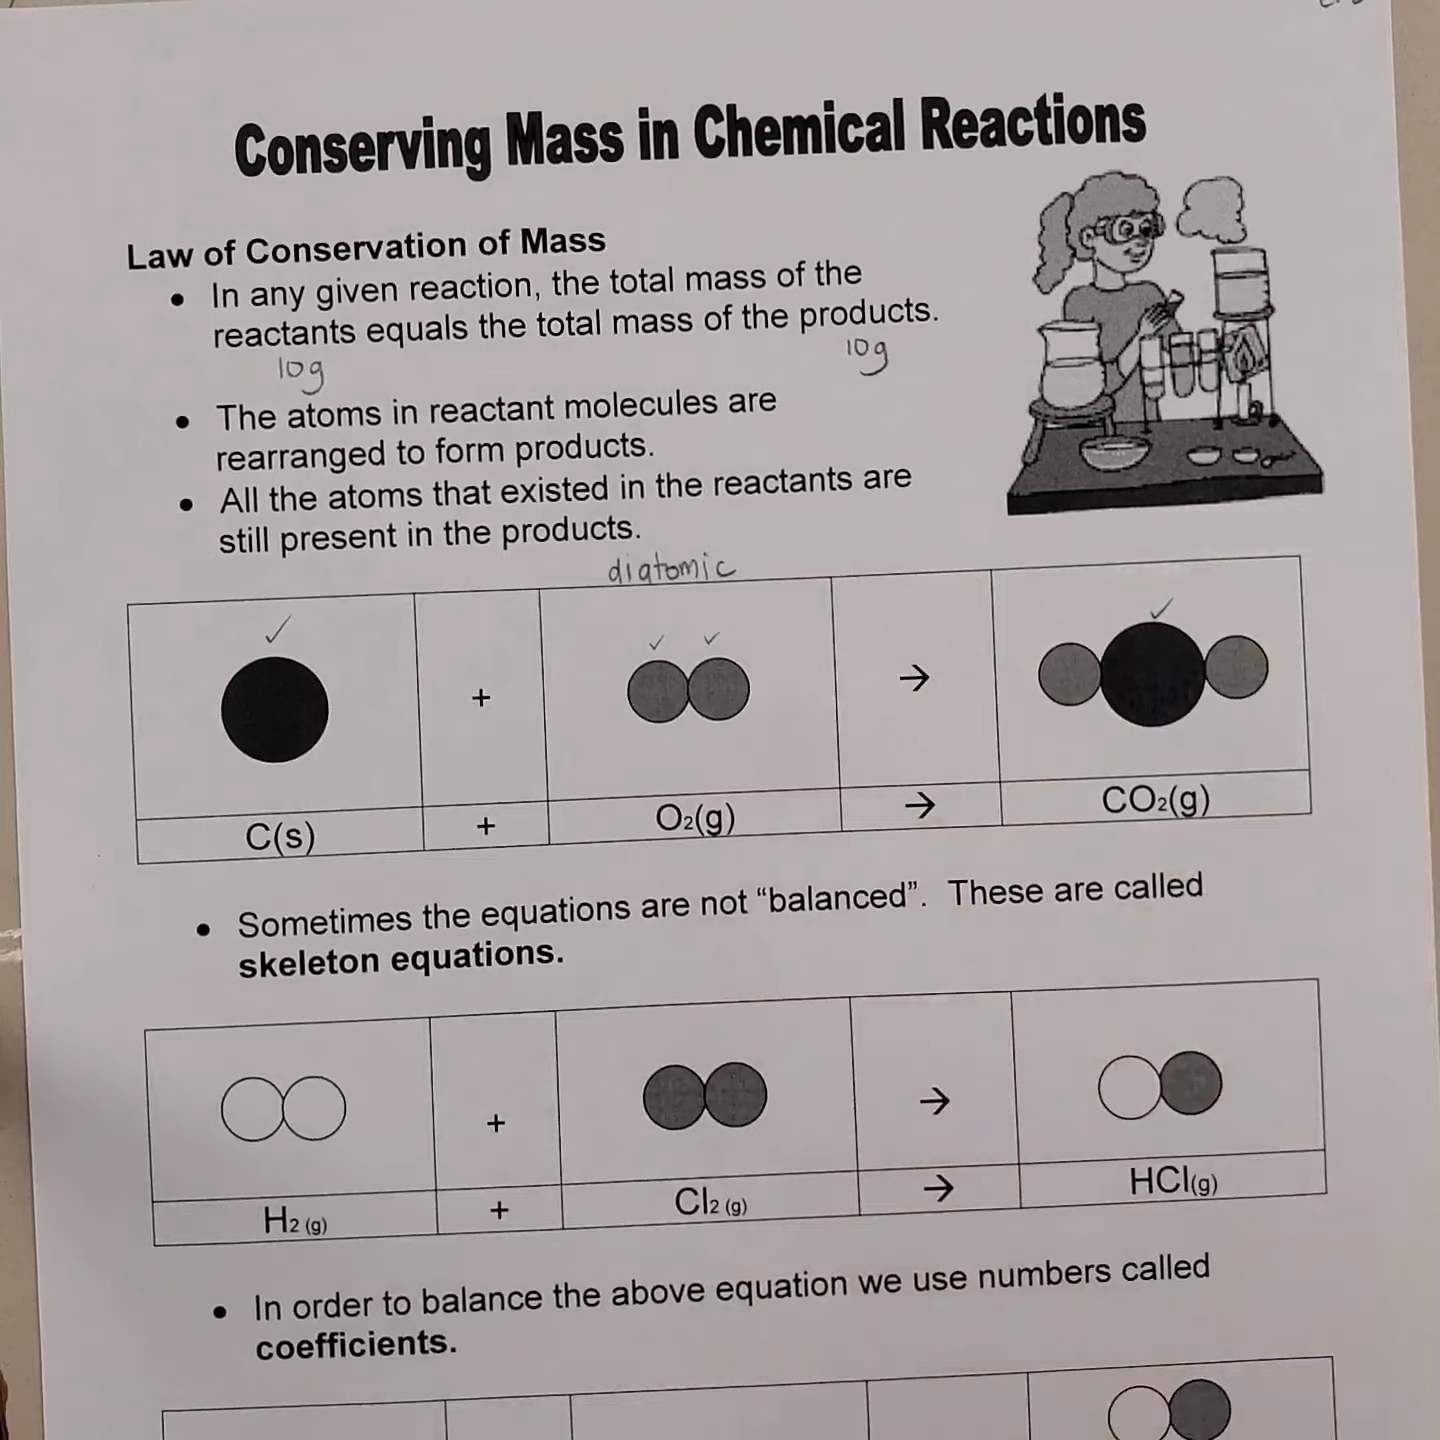 Conserving Mass in Chemical Reactions
Law of Conservation of Mass
• In any given reaction, the total mass of the
reactants equals the total mass of the products.
10g 10g
• The atoms in reactant molecules are
rearranged to form products.
• All the atoms that existed in the reactants are
still present in the products.
diatomic
✓ ✓ ✓ ✓
+ →
C(s) + O₂(g) → CO₂(g)
• Sometimes the equations are not “balanced”. These are called
skeleton equations.
+ →
H₂ (g) + Cl₂ (g) → HCl(g)
• In order to balance the above equation we use numbers called
coefficients.